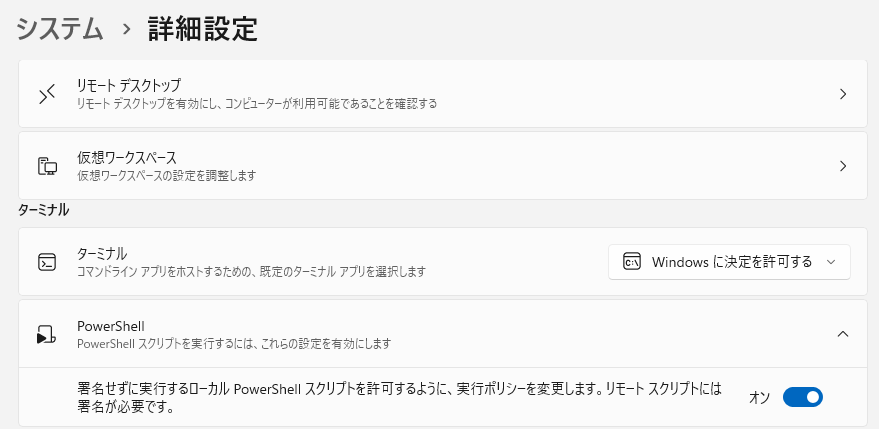 システム › 詳細設定
リモート デスクトップ
リモート デスクトップを有効にし、コンピューターが利用可能であることを確認する
仮想ワークスペース
仮想ワークスペースの設定を調整します
ターミナル
ターミナル
コマンドライン アプリをホストするための、既定のターミナル アプリを選択します
C:\ Windows に決定を許可する
PowerShell
PowerShell スクリプトを実行するには、これらの設定を有効にします
署名せずに実行するローカル PowerShell スクリプトを許可するように、実行ポリシーを変更します。リモート スクリプトには
署名が必要です。
オン